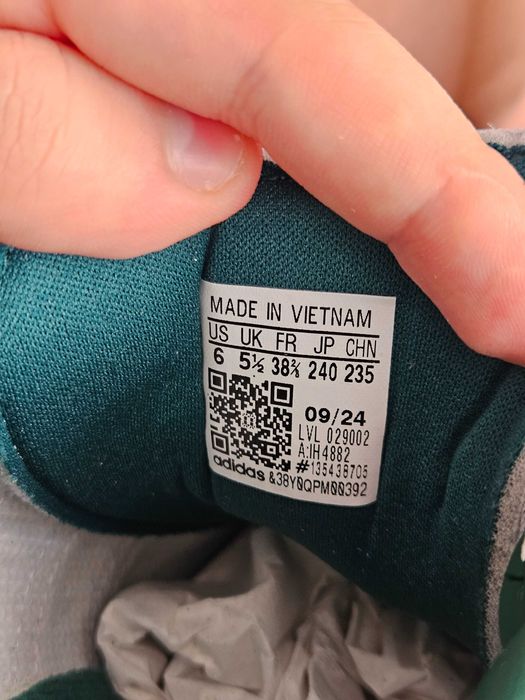 MADE IN VIETNAM
US UK FR JP CHN
6 5½ 38⅔ 240 235
09/24
LVL 029002
A:IH4882
#135438705
adidas &38Y0QPM00392